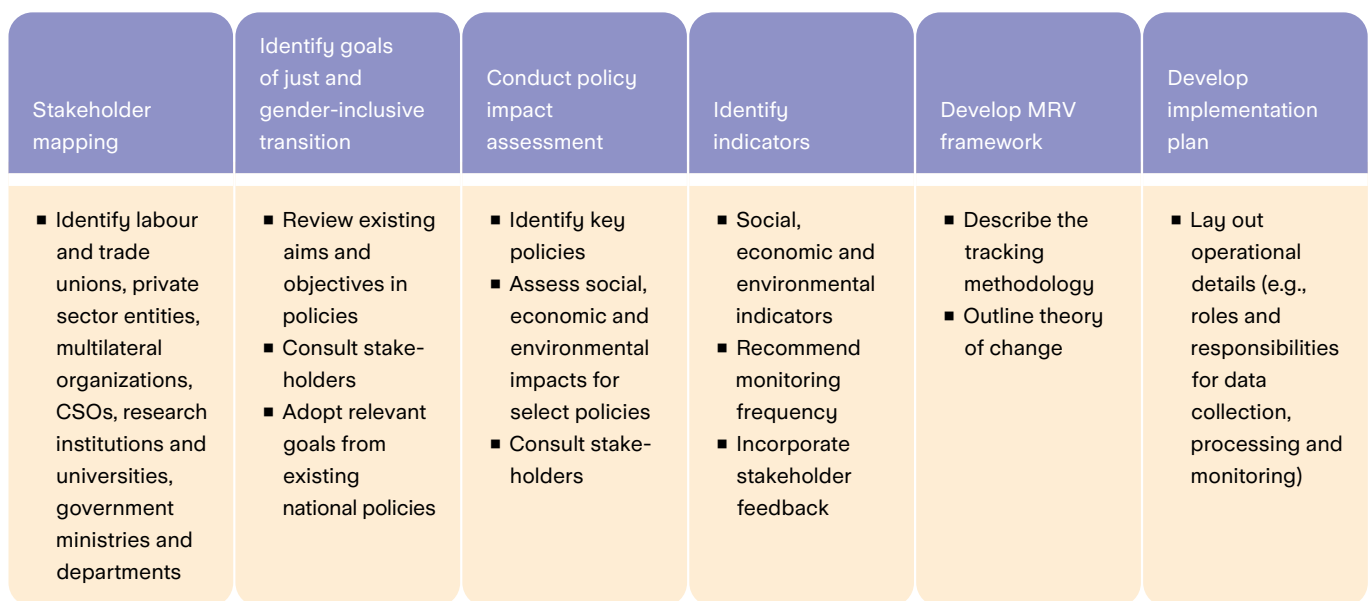 Stakeholder
mapping
Identify goals
of just and
gender-inclusive
transition
Conduct policy
impact
assessment
Identify
indicators
Develop MRV
framework
Develop
implementation
plan
▪ Identify labour
and trade
unions, private
sector entities,
multilateral
organizations,
CSOs, research
institutions and
universities,
government
ministries and
departments
▪ Review existing
aims and
objectives in
policies
▪ Consult stake-
holders
▪ Adopt relevant
goals from
existing
national policies
▪ Identify key
policies
▪ Assess social,
economic and
environmental
impacts for
select policies
▪ Consult stake-
holders
▪ Social,
economic and
environmental
indicators
▪ Recommend
monitoring
frequency
▪ Incorporate
stakeholder
feedback
▪ Describe the
tracking
methodology
▪ Outline theory
of change
▪ Lay out
operational
details (e.g.,
roles and
responsibilities
for data
collection,
processing and
monitoring)